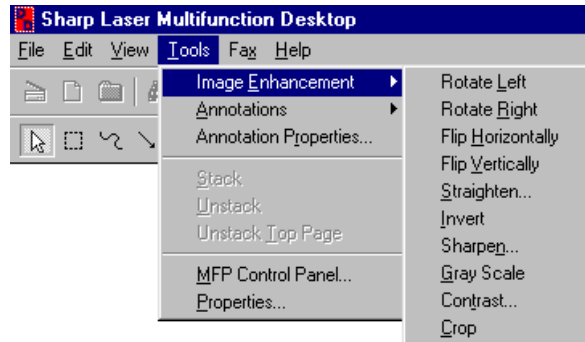 Sharp Laser Multifunction Desktop
File Edit View Tools Fax Help
Image Enhancement
Annotations
Annotation Properties...
Stack
Unstack
Unstack Top Page
MFP Control Panel...
Properties...
Rotate Left
Rotate Right
Flip Horizontally
Flip Vertically
Straighten...
Invert
Sharpen...
Gray Scale
Contrast...
Crop